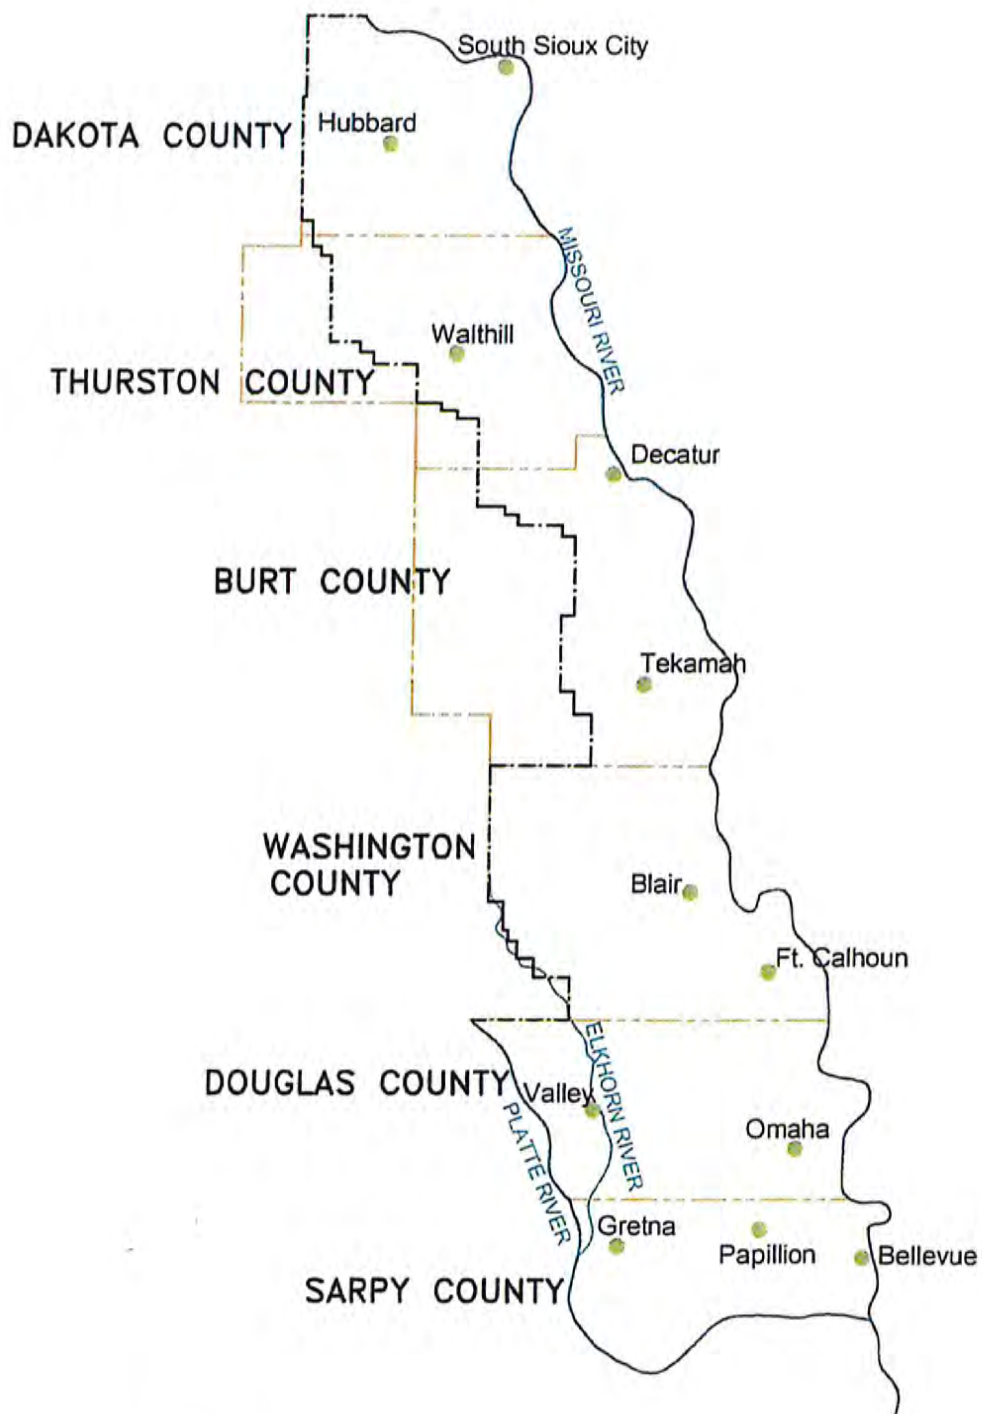 South Sioux City
Hubbard
DAKOTA COUNTY
MISSOURI RIVER
Walthill
THURSTON COUNTY
Decatur
BURT COUNTY
Tekamah
WASHINGTON
COUNTY
Blair
Ft. Calhoun
ELKHORN RIVER
DOUGLAS COUNTY
Valley
PLATTE RIVER
Omaha
Gretna
Papillion
Bellevue
SARPY COUNTY